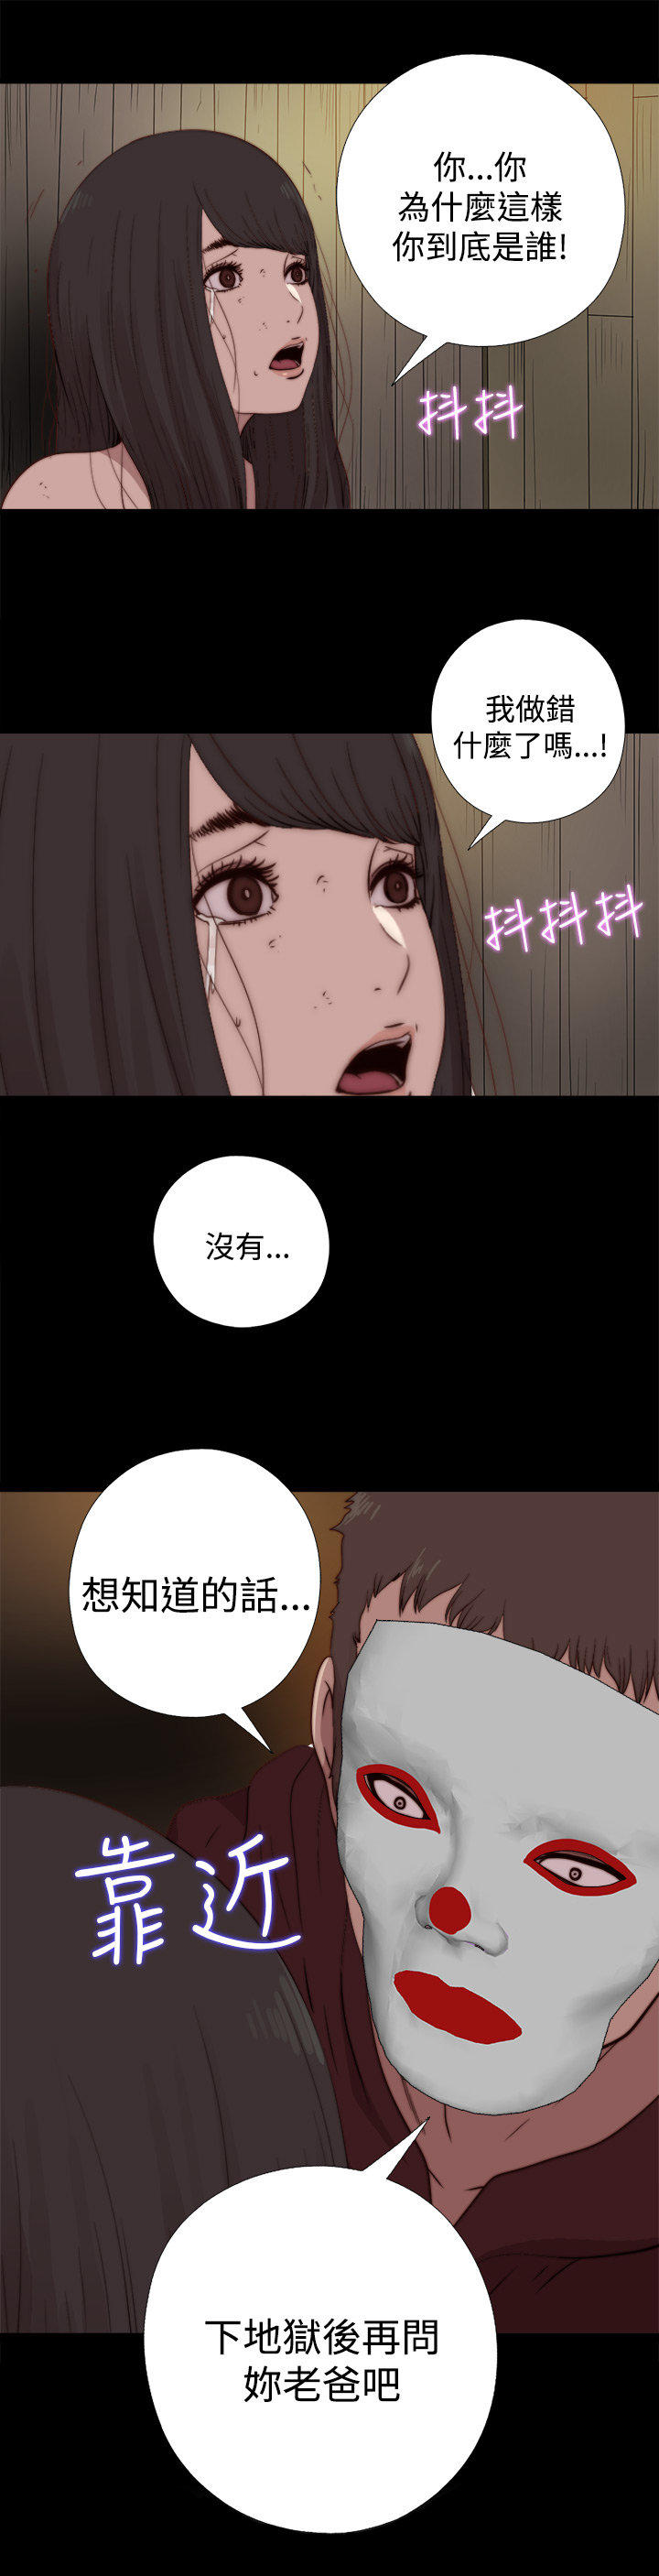 你...你
為什麼這樣
你到底是誰!
抖抖
我做錯
什麼了嗎...!
抖抖抖
沒有...
想知道的話...
靠近
下地獄後再問
妳老爸吧